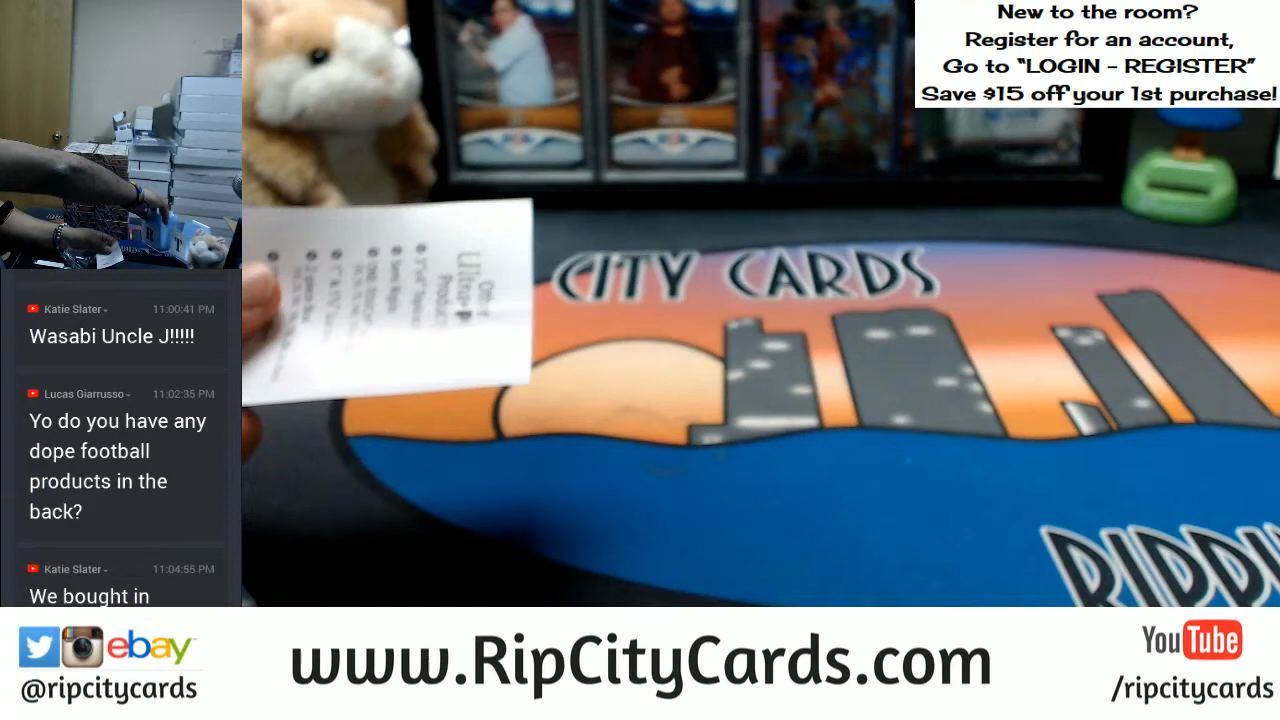 New to the room?
Register for an account,
Go to “LOGIN - REGISTER”
Save $15 off your 1st purchase!
CITY CARDS
Ultra-P
Katie Slater
11:00:41 PM
Wasabi Uncle J!!!!!
Lucas Giarrusso
11:02:35 PM
Yo do you have any
dope football
products in the
back?
Katie Slater
11:04:55 PM
We bought in
ebay
@ripcitycards
www.RipCityCards.com
YouTube
/ripcitycards